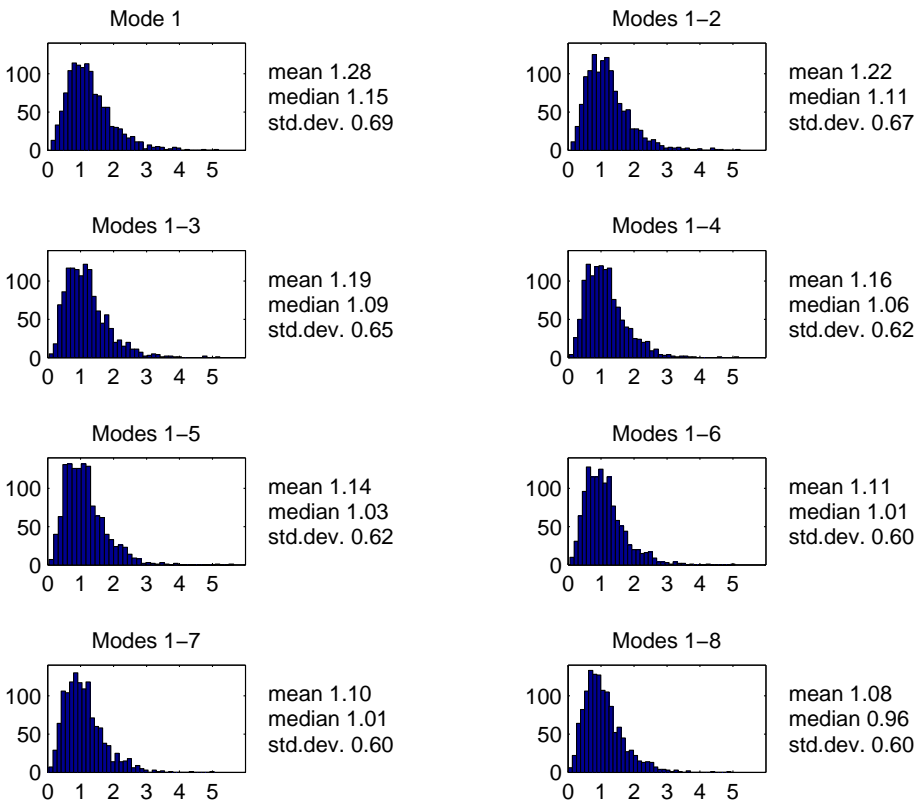 Mode 1
100
50
0
0 1 2 3 4 5
mean 1.28
median 1.15
std.dev. 0.69
Modes 1−2
100
50
0
0 1 2 3 4 5
mean 1.22
median 1.11
std.dev. 0.67
Modes 1−3
100
50
0
0 1 2 3 4 5
mean 1.19
median 1.09
std.dev. 0.65
Modes 1−4
100
50
0
0 1 2 3 4 5
mean 1.16
median 1.06
std.dev. 0.62
Modes 1−5
100
50
0
0 1 2 3 4 5
mean 1.14
median 1.03
std.dev. 0.62
Modes 1−6
100
50
0
0 1 2 3 4 5
mean 1.11
median 1.01
std.dev. 0.60
Modes 1−7
100
50
0
0 1 2 3 4 5
mean 1.10
median 1.01
std.dev. 0.60
Modes 1−8
100
50
0
0 1 2 3 4 5
mean 1.08
median 0.96
std.dev. 0.60